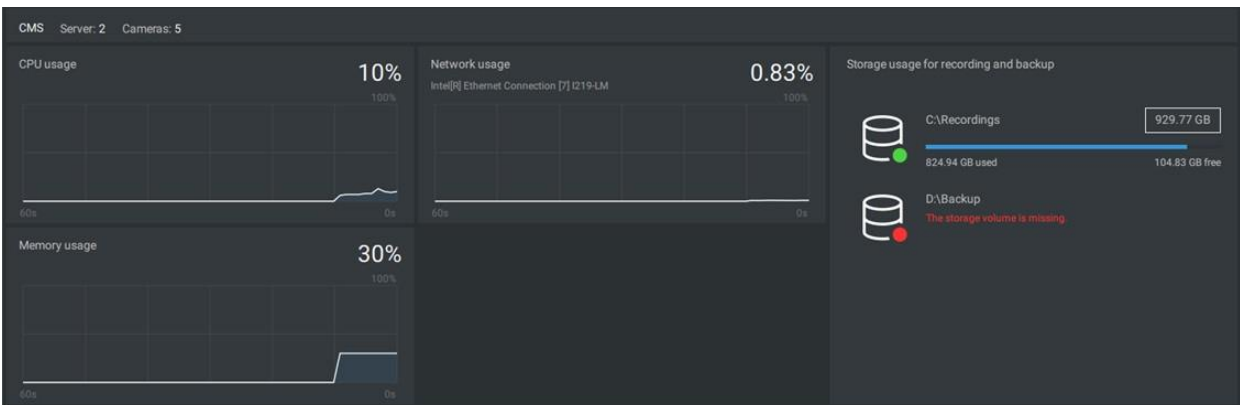 CMS Server: 2 Cameras: 5
CPU usage
10%
100%
60s 0s
Network usage
0.83%
Intel[R] Ethernet Connection [7] I219-LM
100%
60s 0s
Storage usage for recording and backup
C:\Recordings 929.77 GB
824.94 GB used 104.83 GB free
D:\Backup
The storage volume is missing.
Memory usage
30%
100%
60s 0s